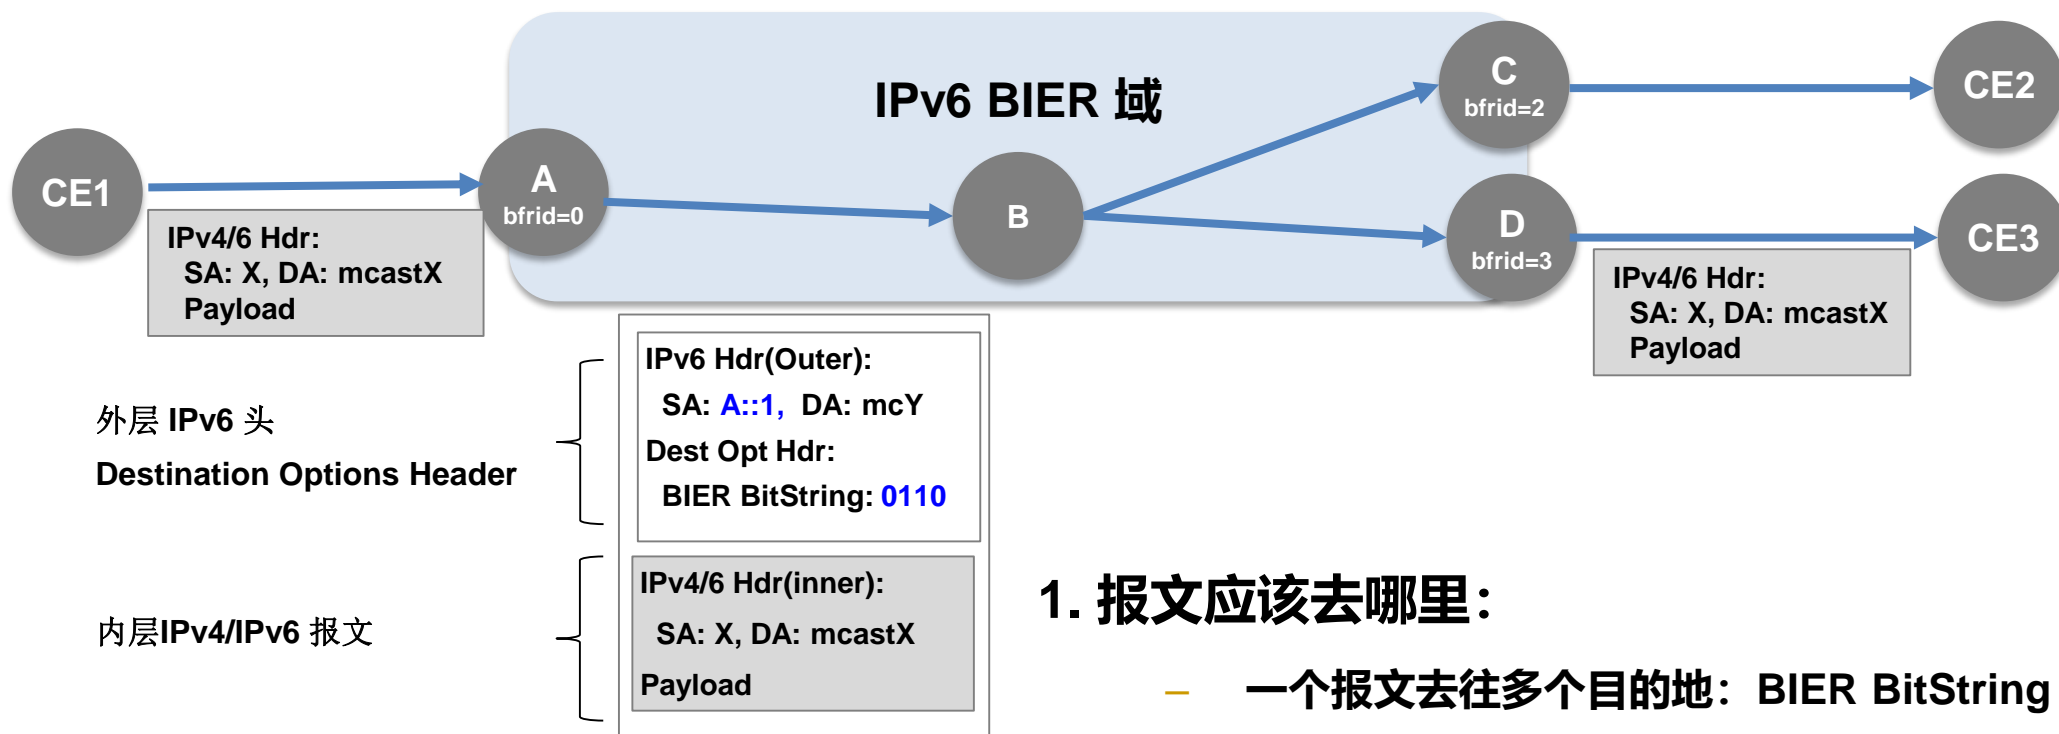 IPv6 BIER 域
CE1
A
bfrid=0
B
C
bfrid=2
D
bfrid=3
CE2
CE3
IPv4/6 Hdr:
SA: X, DA: mcastX
Payload
IPv4/6 Hdr:
SA: X, DA: mcastX
Payload
外层 IPv6 头
Destination Options Header
IPv6 Hdr(Outer):
SA: A::1, DA: mcY
Dest Opt Hdr:
BIER BitString: 0110
内层IPv4/IPv6 报文
IPv4/6 Hdr(inner):
SA: X, DA: mcastX
Payload
1. 报文应该去哪里：
– 一个报文去往多个目的地：BIER BitString